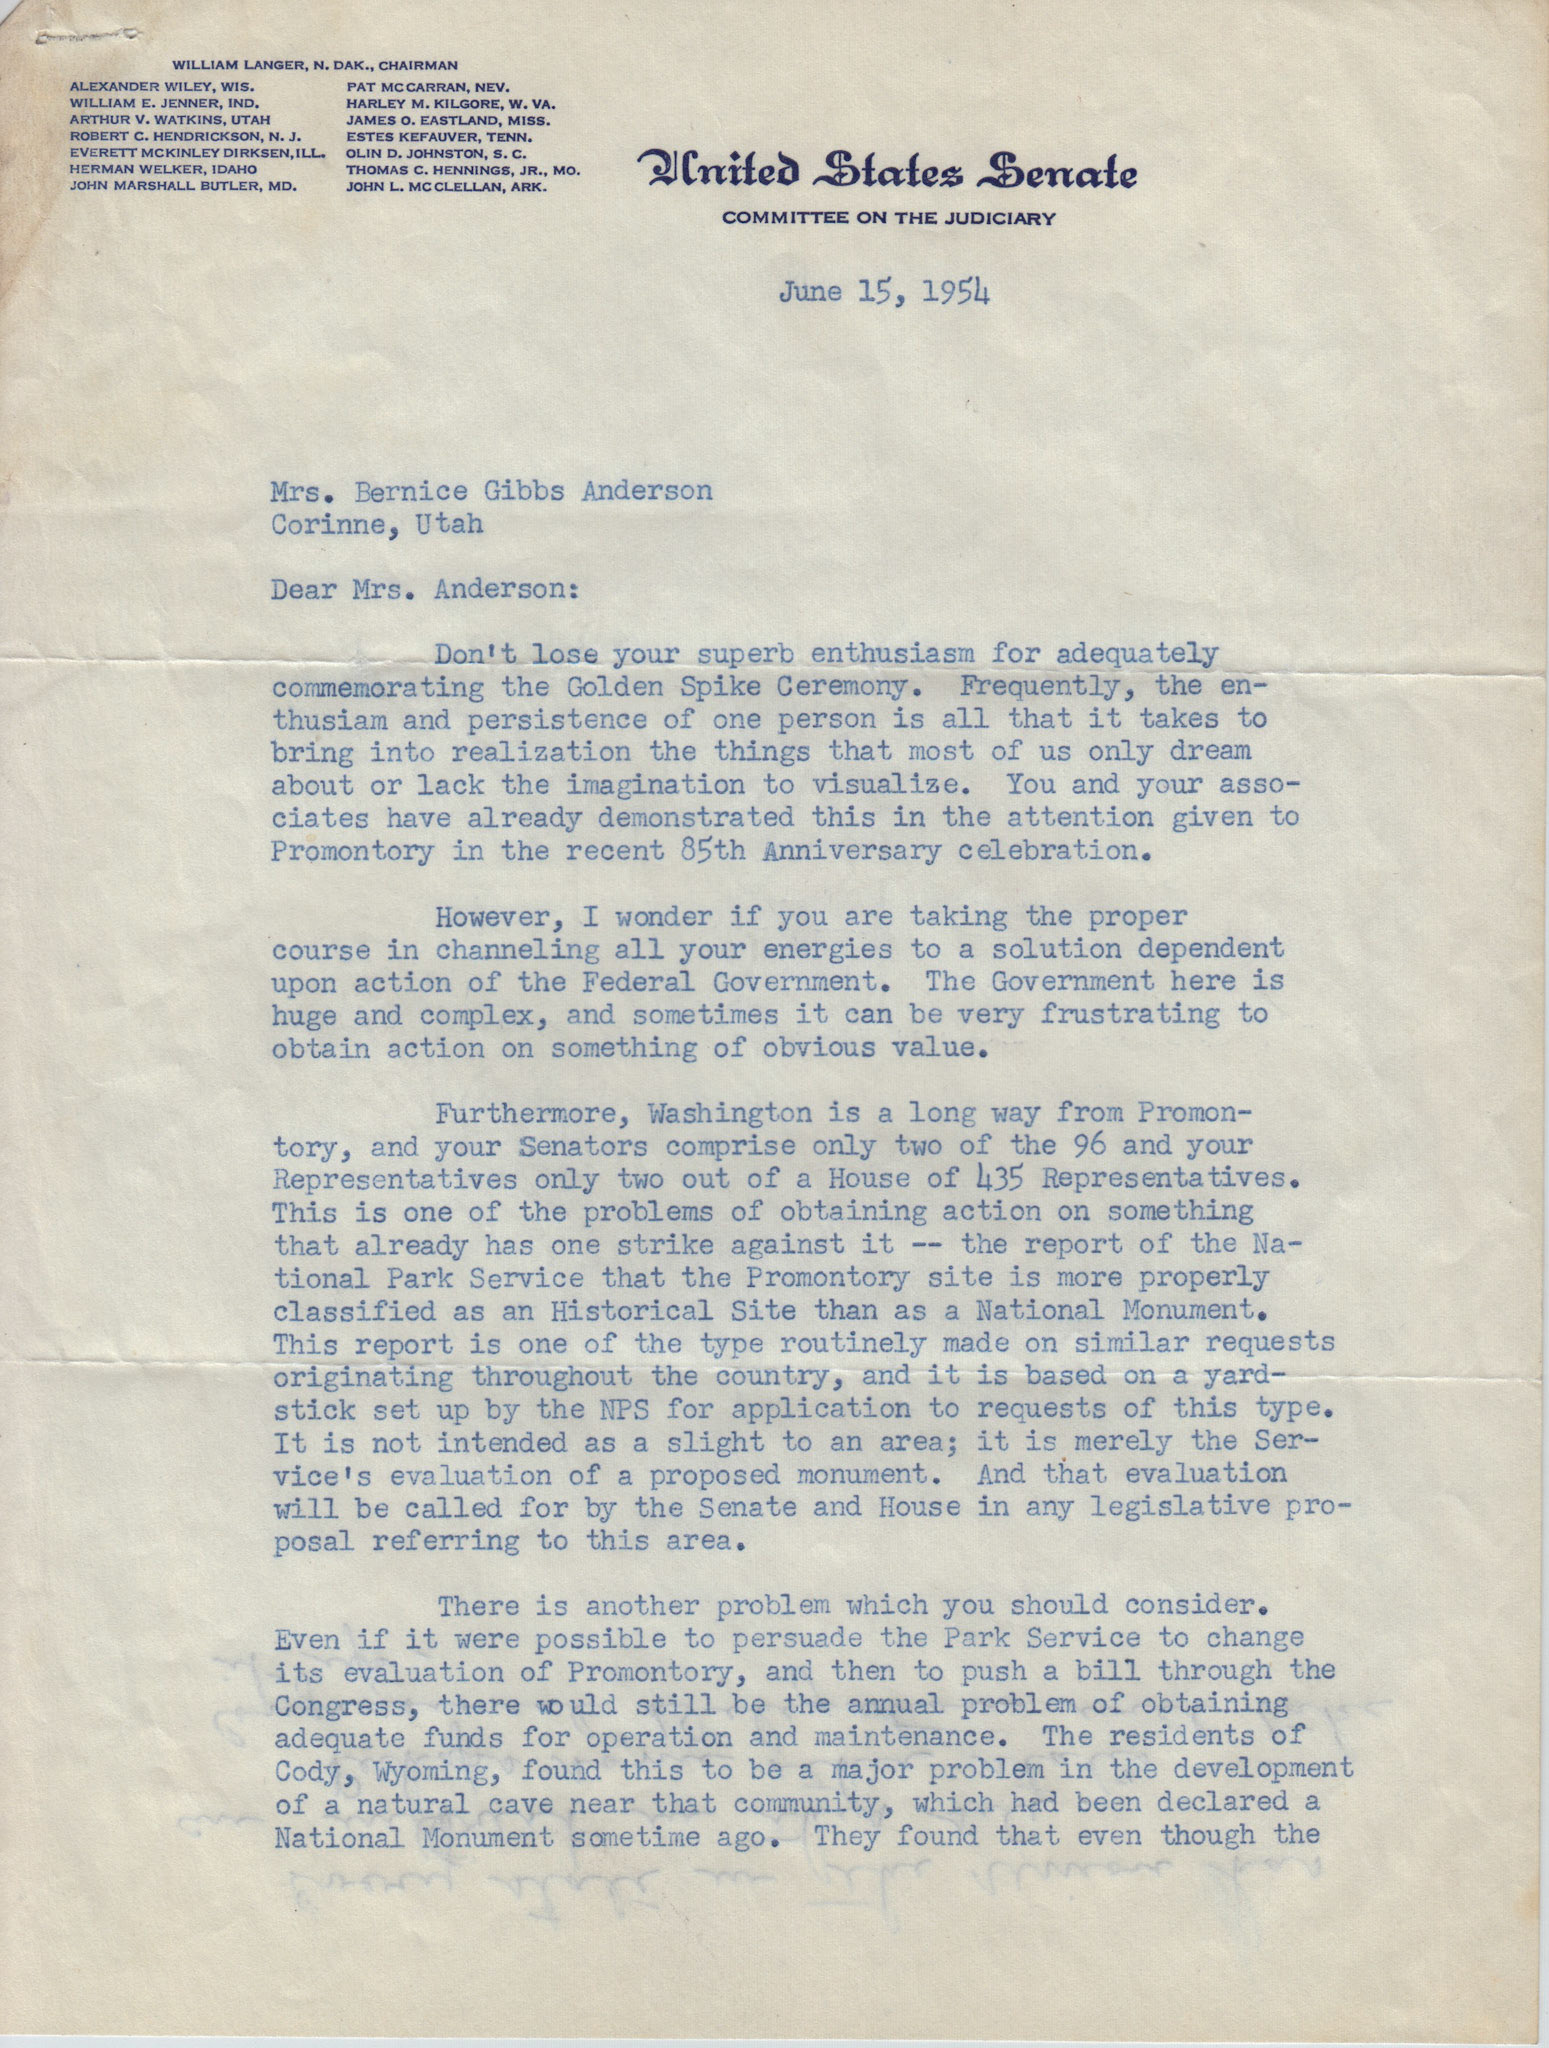 WILLIAM LANGER, N. DAK., CHAIRMAN
ALEXANDER WILEY, WIS.
WILLIAM E. JENNER, IND.
ARTHUR V. WATKINS, UTAH
ROBERT C. HENDRICKSON, N. J.
EVERETT MCKINLEY DIRKSEN, ILL.
HERMAN WELKER, IDAHO
JOHN MARSHALL BUTLER, MD.
PAT MCCARRAN, NEV.
HARLEY M. KILGORE, W. VA.
JAMES O. EASTLAND, MISS.
ESTES KEFAUVER, TENN.
OLIN D. JOHNSTON, S. C.
THOMAS C. HENNINGS, JR., MO.
JOHN L. MCCLELLAN, ARK.
United States Senate
COMMITTEE ON THE JUDICIARY
June 15, 1954
Mrs. Bernice Gibbs Anderson
Corinne, Utah
Dear Mrs. Anderson:
Don't lose your superb enthusiasm for adequately
commemorating the Golden Spike Ceremony. Frequently, the en-
thusiam and persistence of one person is all that it takes to
bring into realization the things that most of us only dream
about or lack the imagination to visualize. You and your asso-
ciates have already demonstrated this in the attention given to
Promontory in the recent 85th Anniversary celebration.
However, I wonder if you are taking the proper
course in channeling all your energies to a solution dependent
upon action of the Federal Government. The Government here is
huge and complex, and sometimes it can be very frustrating to
obtain action on something of obvious value.
Furthermore, Washington is a long way from Promon-
tory, and your Senators comprise only two of the 96 and your
Representatives only two out of a House of 435 Representatives.
This is one of the problems of obtaining action on something
that already has one strike against it -- the report of the Na-
tional Park Service that the Promontory site is more properly
classified as an Historical Site than as a National Monument.
This report is one of the type routinely made on similar requests
originating throughout the country, and it is based on a yard-
stick set up by the NPS for application to requests of this type.
It is not intended as a slight to an area; it is merely the Ser-
vice's evaluation of a proposed monument. And that evaluation
will be called for by the Senate and House in any legislative pro-
posal referring to this area.
There is another problem which you should consider.
Even if it were possible to persuade the Park Service to change
its evaluation of Promontory, and then to push a bill through the
Congress, there would still be the annual problem of obtaining
adequate funds for operation and maintenance. The residents of
Cody, Wyoming, found this to be a major problem in the development
of a natural cave near that community, which had been declared a
National Monument sometime ago. They found that even though the